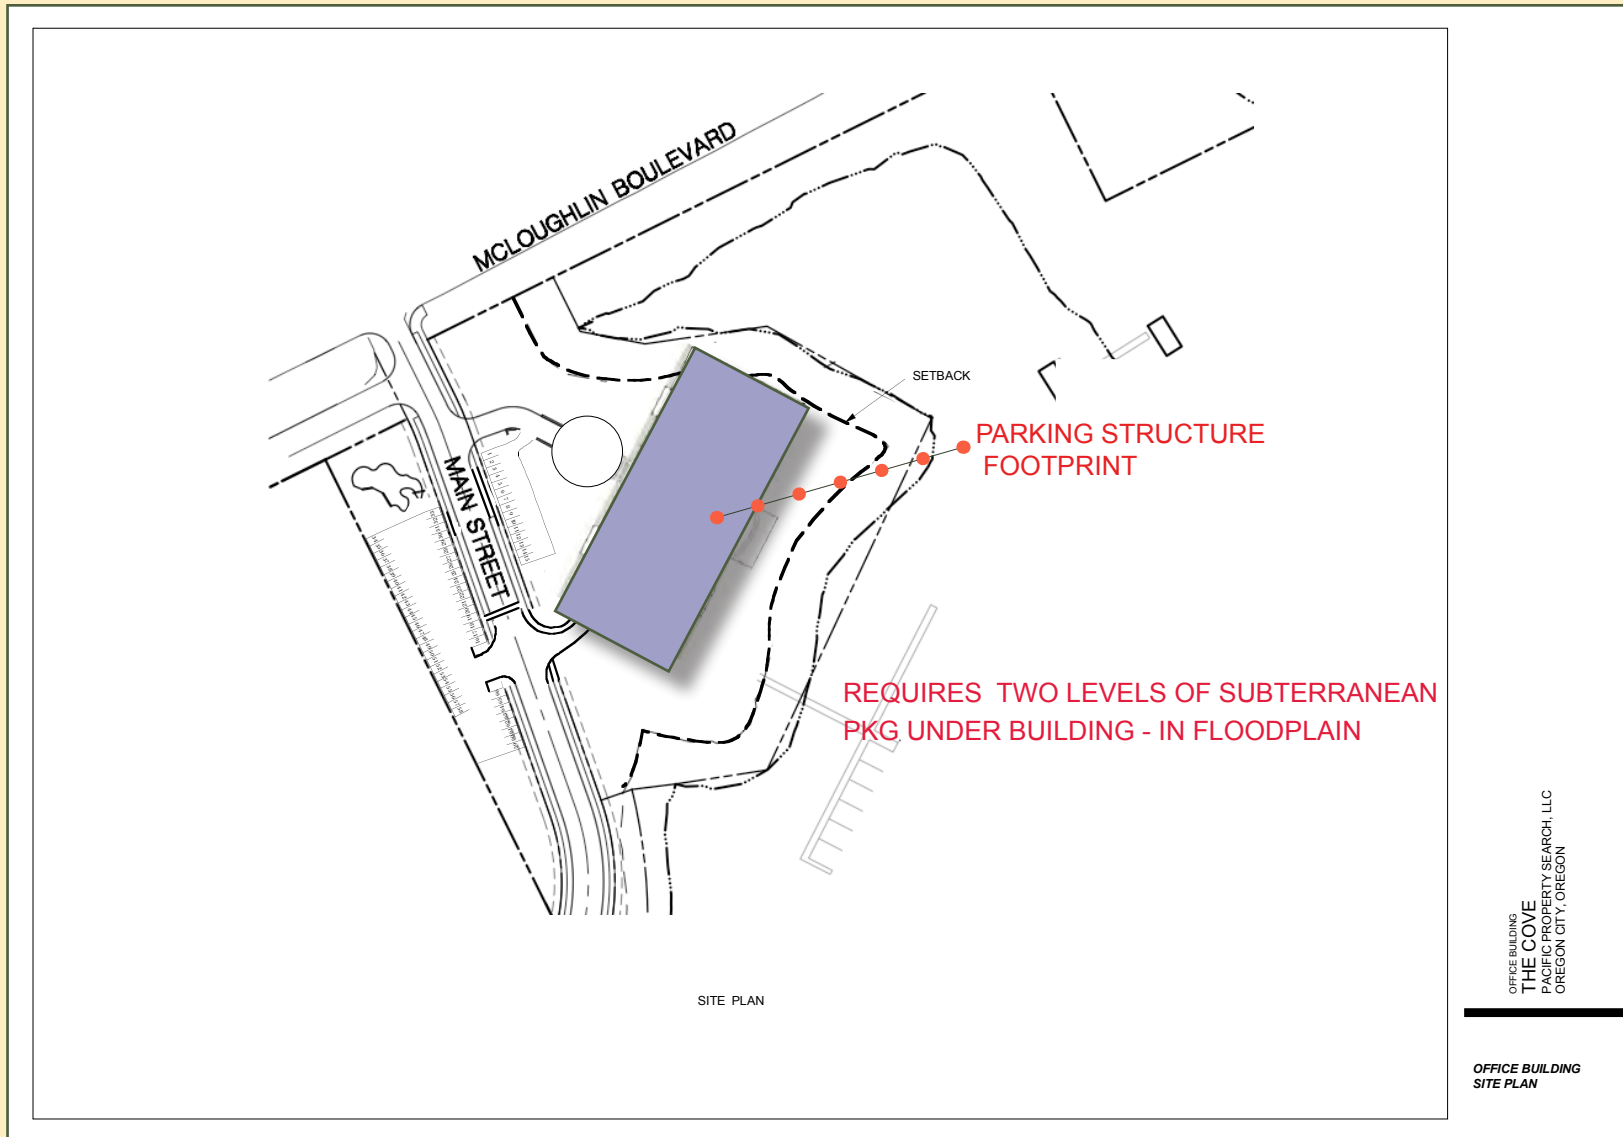 MCLOUGHLIN BOULEVARD
SETBACK
PARKING STRUCTURE
FOOTPRINT
MAIN STREET
REQUIRES TWO LEVELS OF SUBTERRANEAN
PKG UNDER BUILDING - IN FLOODPLAIN
SITE PLAN
OFFICE BUILDING
THE COVE
PACIFIC PROPERTY SEARCH, LLC
OREGON CITY, OREGON
OFFICE BUILDING
SITE PLAN